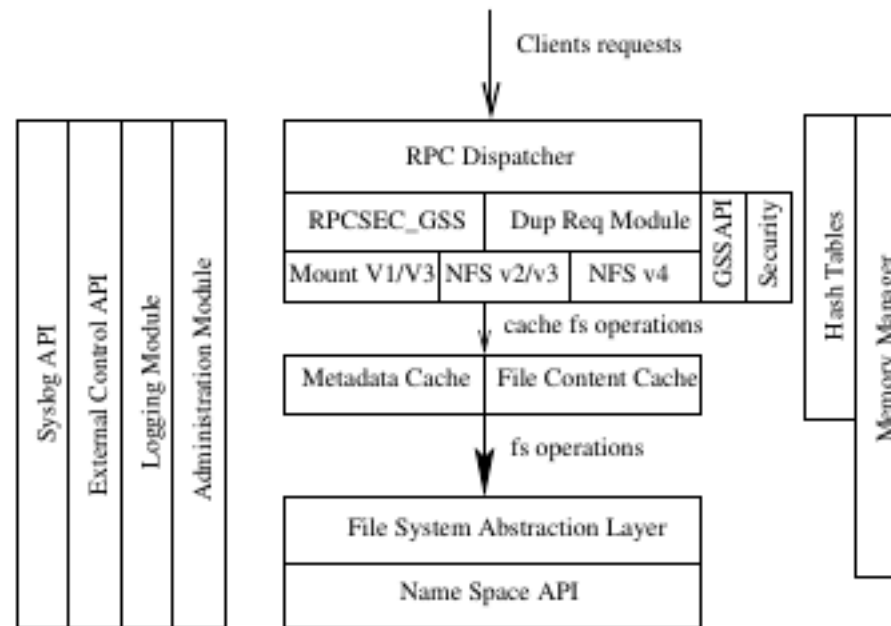 Clients requests
RPC Dispatcher
RPCSEC_GSS
Dup Req Module
GSSAPI
Security
Mount V1/V3
NFS v2/v3
NFS v4
cache fs operations
Metadata Cache
File Content Cache
fs operations
File System Abstraction Layer
Name Space API
Syslog API
External Control API
Logging Module
Administration Module
Hash Tables
Memory Manager